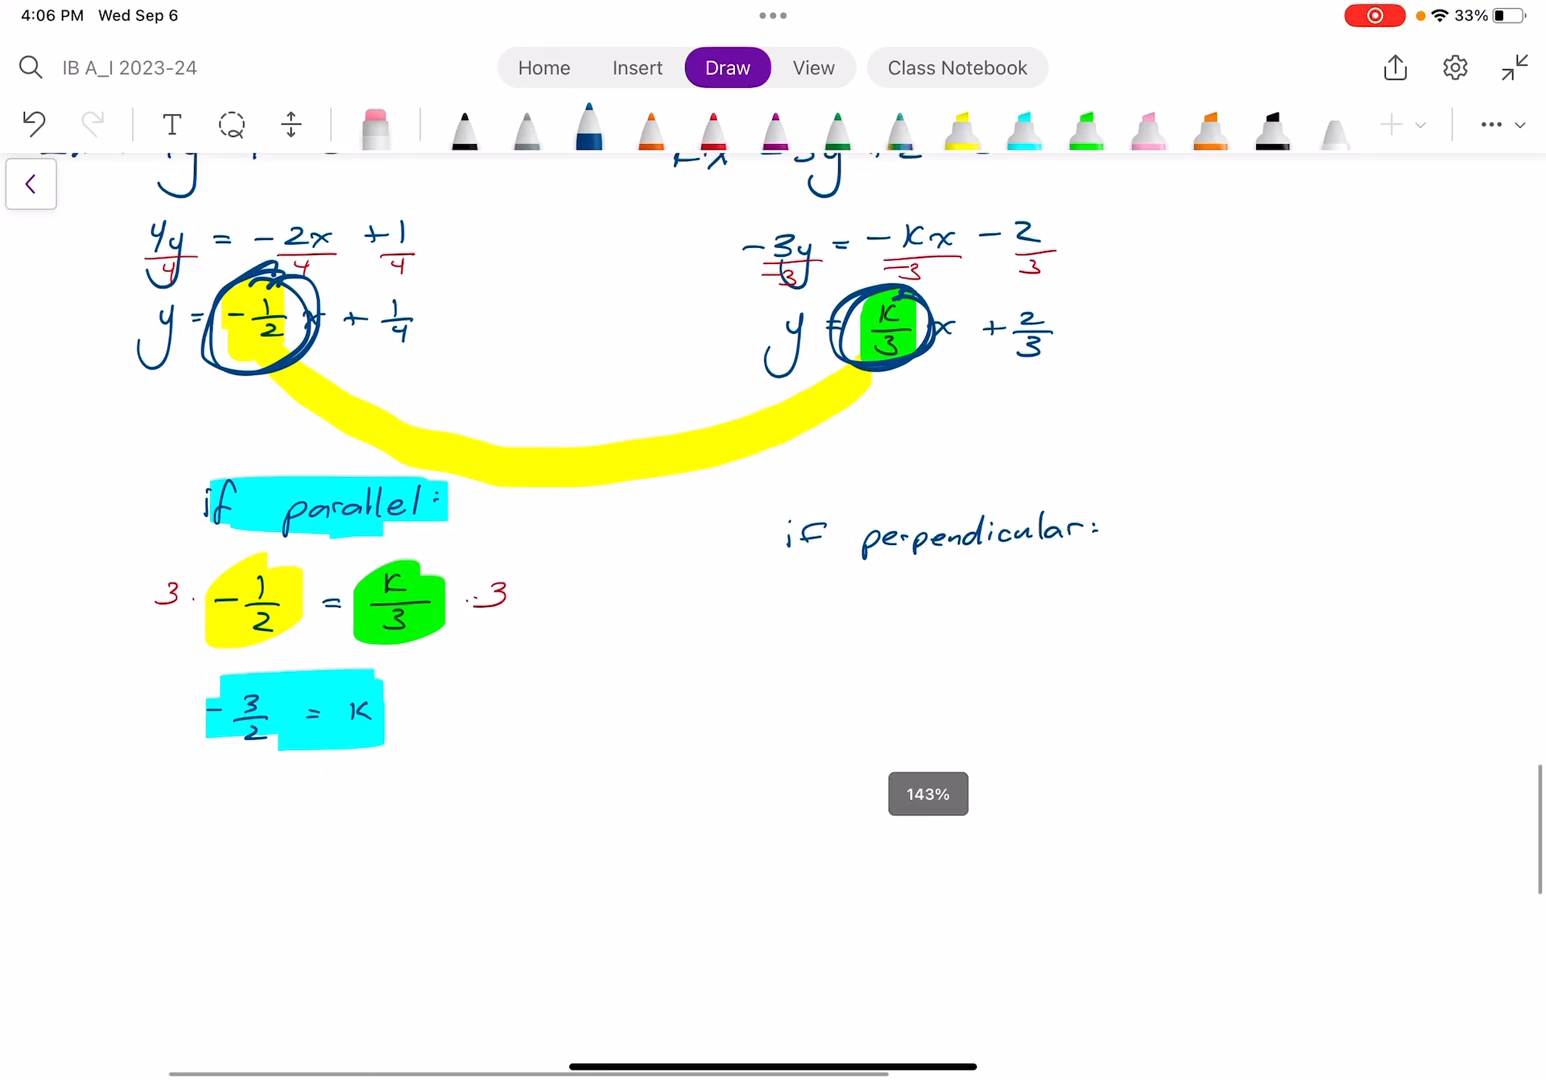 4:06 PM Wed Sep 6
33%
IB A_I 2023-24
Home Insert Draw View Class Notebook
T
4y = -2x +1
4 4 4
y = -1/2 x + 1/4
-3y = -kx -2
-3 -3 3
y = k/3 x + 2/3
if parallel:
if perpendicular:
3 · -1/2 = k/3 ·3
-3/2 = k
143%